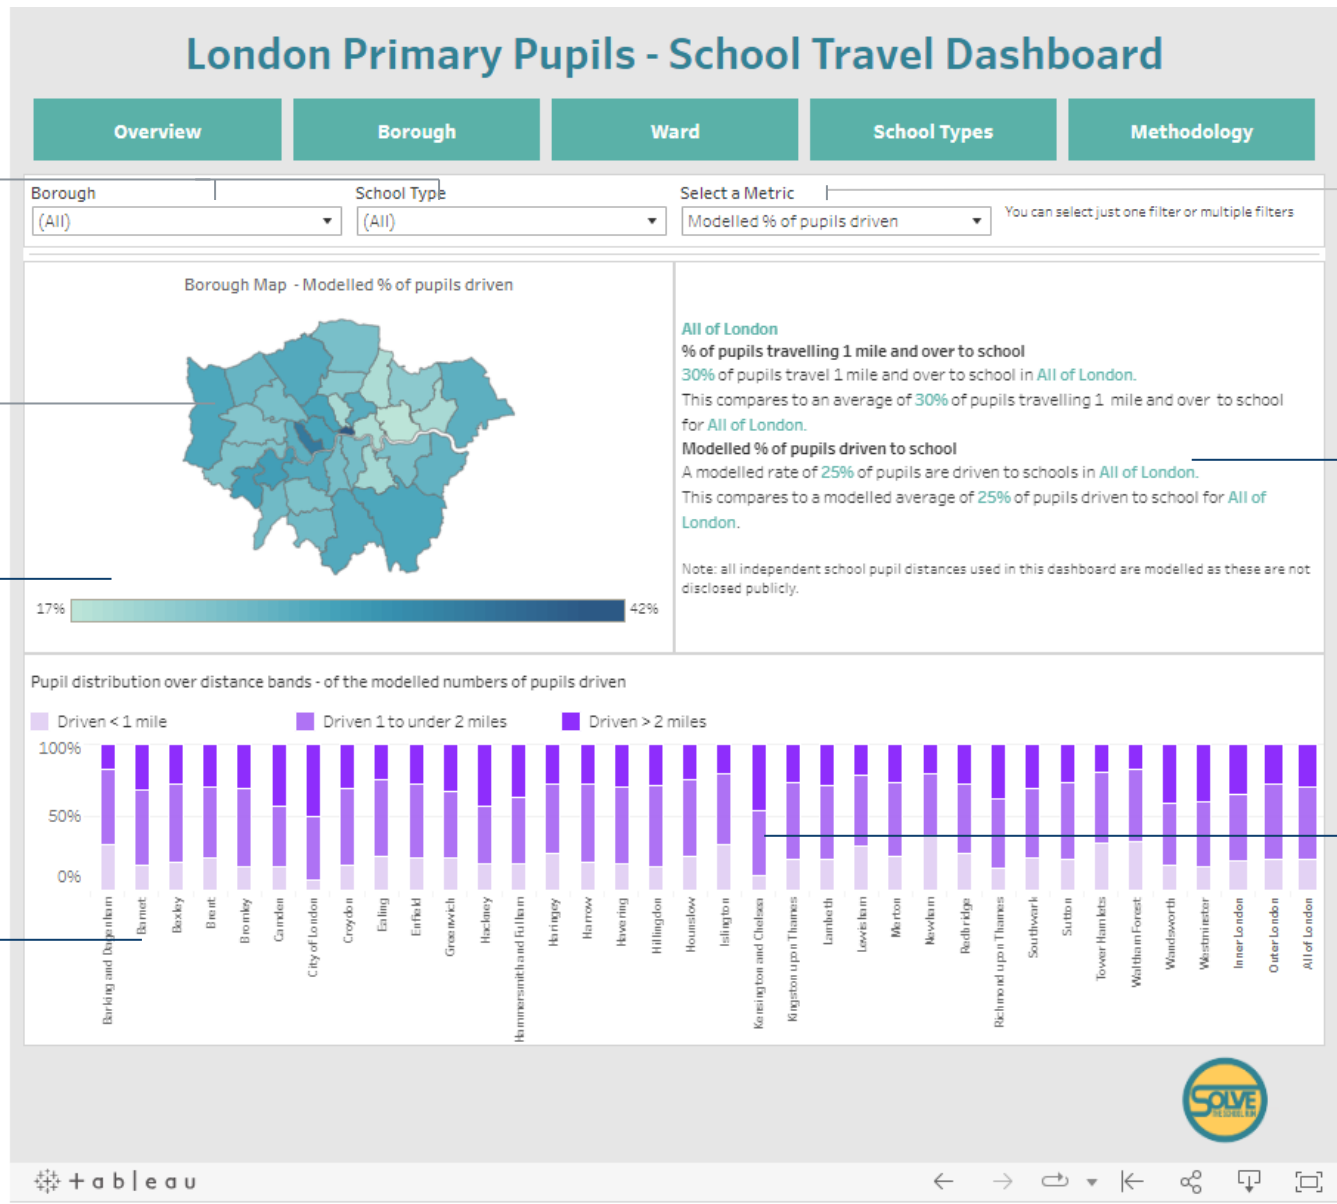 London Primary Pupils - School Travel Dashboard
Overview
Borough
Ward
School Types
Methodology
Borough
School Type
Select a Metric
(All)
(All)
Modelled % of pupils driven
You can select just one filter or multiple filters
Borough Map - Modelled % of pupils driven
17%
42%
All of London
% of pupils travelling 1 mile and over to school
30% of pupils travel 1 mile and over to school in All of London.
This compares to an average of 30% of pupils travelling 1 mile and over to school
for All of London.
Modelled % of pupils driven to school
A modelled rate of 25% of pupils are driven to schools in All of London.
This compares to a modelled average of 25% of pupils driven to school for All of
London.
Note: all independent school pupil distances used in this dashboard are modelled as these are not
disclosed publicly.
Pupil distribution over distance bands - of the modelled numbers of pupils driven
Driven < 1 mile
Driven 1 to under 2 miles
Driven > 2 miles
100%
50%
0%
Barking and Dagenham
Barnet
Bexley
Brent
Bromley
Camden
City of London
Croydon
Ealing
Enfield
Greenwich
Hackney
Hammersmith and Fulham
Haringey
Harrow
Havering
Hillingdon
Hounslow
Islington
Kensington and Chelsea
Kingston upon Thames
Lambeth
Lewisham
Merton
Newham
Redbridge
Richmond upon Thames
Southwark
Sutton
Tower Hamlets
Waltham Forest
Wandsworth
Westminster
Inner London
Outer London
All of London
SOLVE
THE SCHOOL RUN
+ a b l e a u